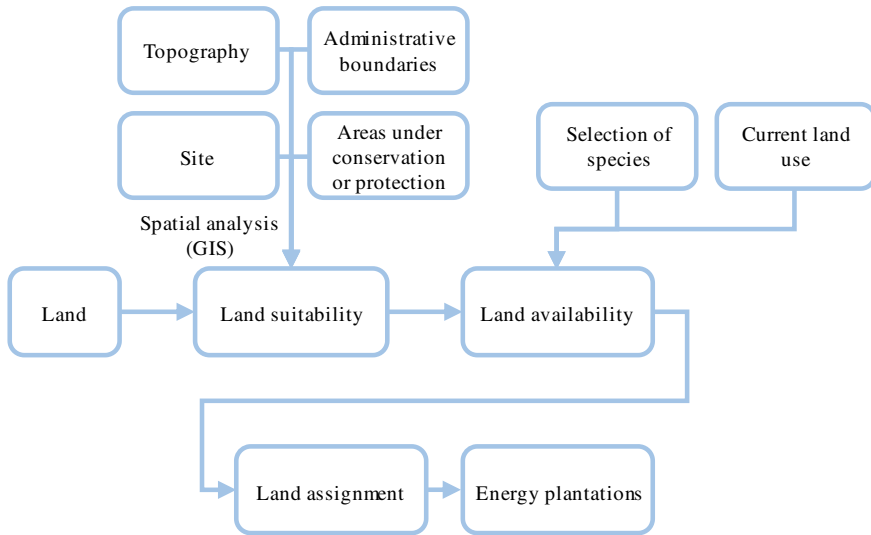 Topography
Administrative
boundaries
Site
Areas under
conservation
or protection
Selection of
species
Current land
use
Spatial analysis
(GIS)
Land
Land suitability
Land availability
Land assignment
Energy plantations